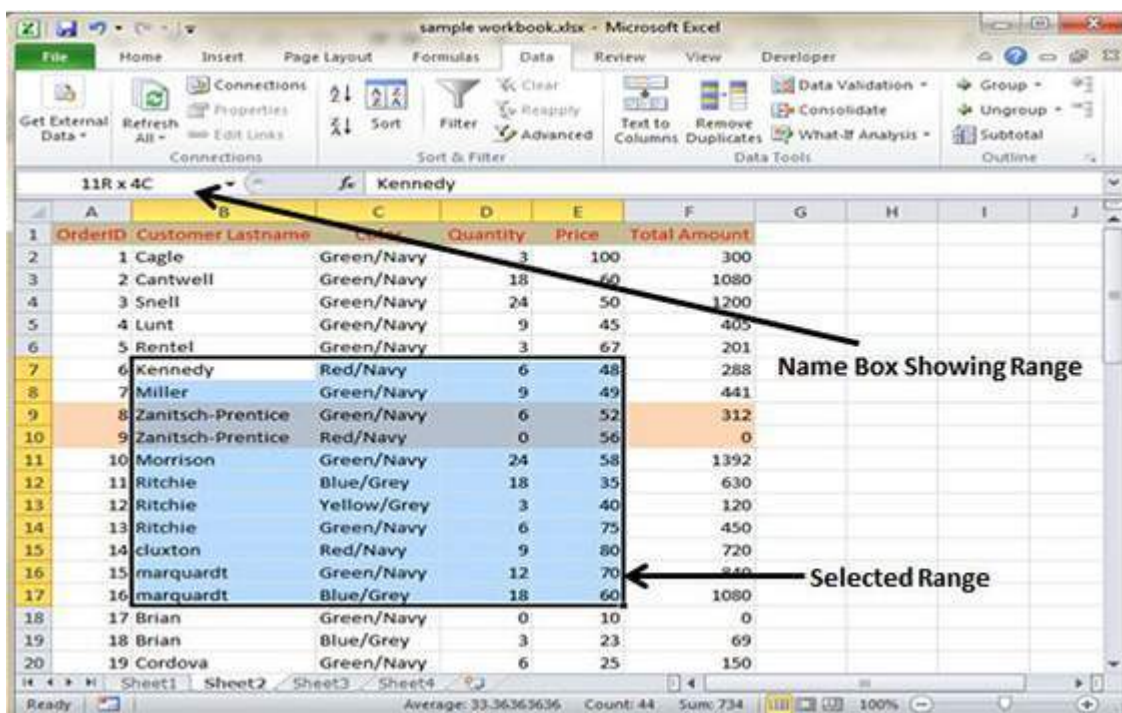 sample workbook.xlsx - Microsoft Excel
File Home Insert Page Layout Formulas Data Review View Developer
Get External Data
Refresh All
Connections
Properties
Edit Links
Connections
Sort
Filter
Clear
Reapply
Advanced
Sort & Filter
Text to Columns
Remove Duplicates
Data Validation
Consolidate
What-If Analysis
Data Tools
Group
Ungroup
Subtotal
Outline
11R x 4C fx Kennedy
A B C D E F G H I J
1 OrderID Customer Lastname Quantity Price Total Amount
2 1 Cagle Green/Navy 3 100 300
3 2 Cantwell Green/Navy 18 60 1080
4 3 Snell Green/Navy 24 50 1200
5 4 Lunt Green/Navy 9 45 405
6 5 Rentel Green/Navy 3 67 201
7 6 Kennedy Red/Navy 6 48 288
8 7 Miller Green/Navy 9 49 441
9 8 Zanitsch-Prentice Green/Navy 6 52 312
10 9 Zanitsch-Prentice Red/Navy 0 56 0
11 10 Morrison Green/Navy 24 58 1392
12 11 Ritchie Blue/Grey 18 35 630
13 12 Ritchie Yellow/Grey 3 40 120
14 13 Ritchie Green/Navy 6 75 450
15 14 cluxton Red/Navy 9 80 720
16 15 marquardt Green/Navy 12 70 840
17 16 marquardt Blue/Grey 18 60 1080
18 17 Brian Green/Navy 0 10 0
19 18 Brian Blue/Grey 3 23 69
20 19 Cordova Green/Navy 6 25 150
Name Box Showing Range
Selected Range
Sheet1 Sheet2 Sheet3 Sheet4
Ready Average: 33.36363636 Count: 44 Sum: 734 100%